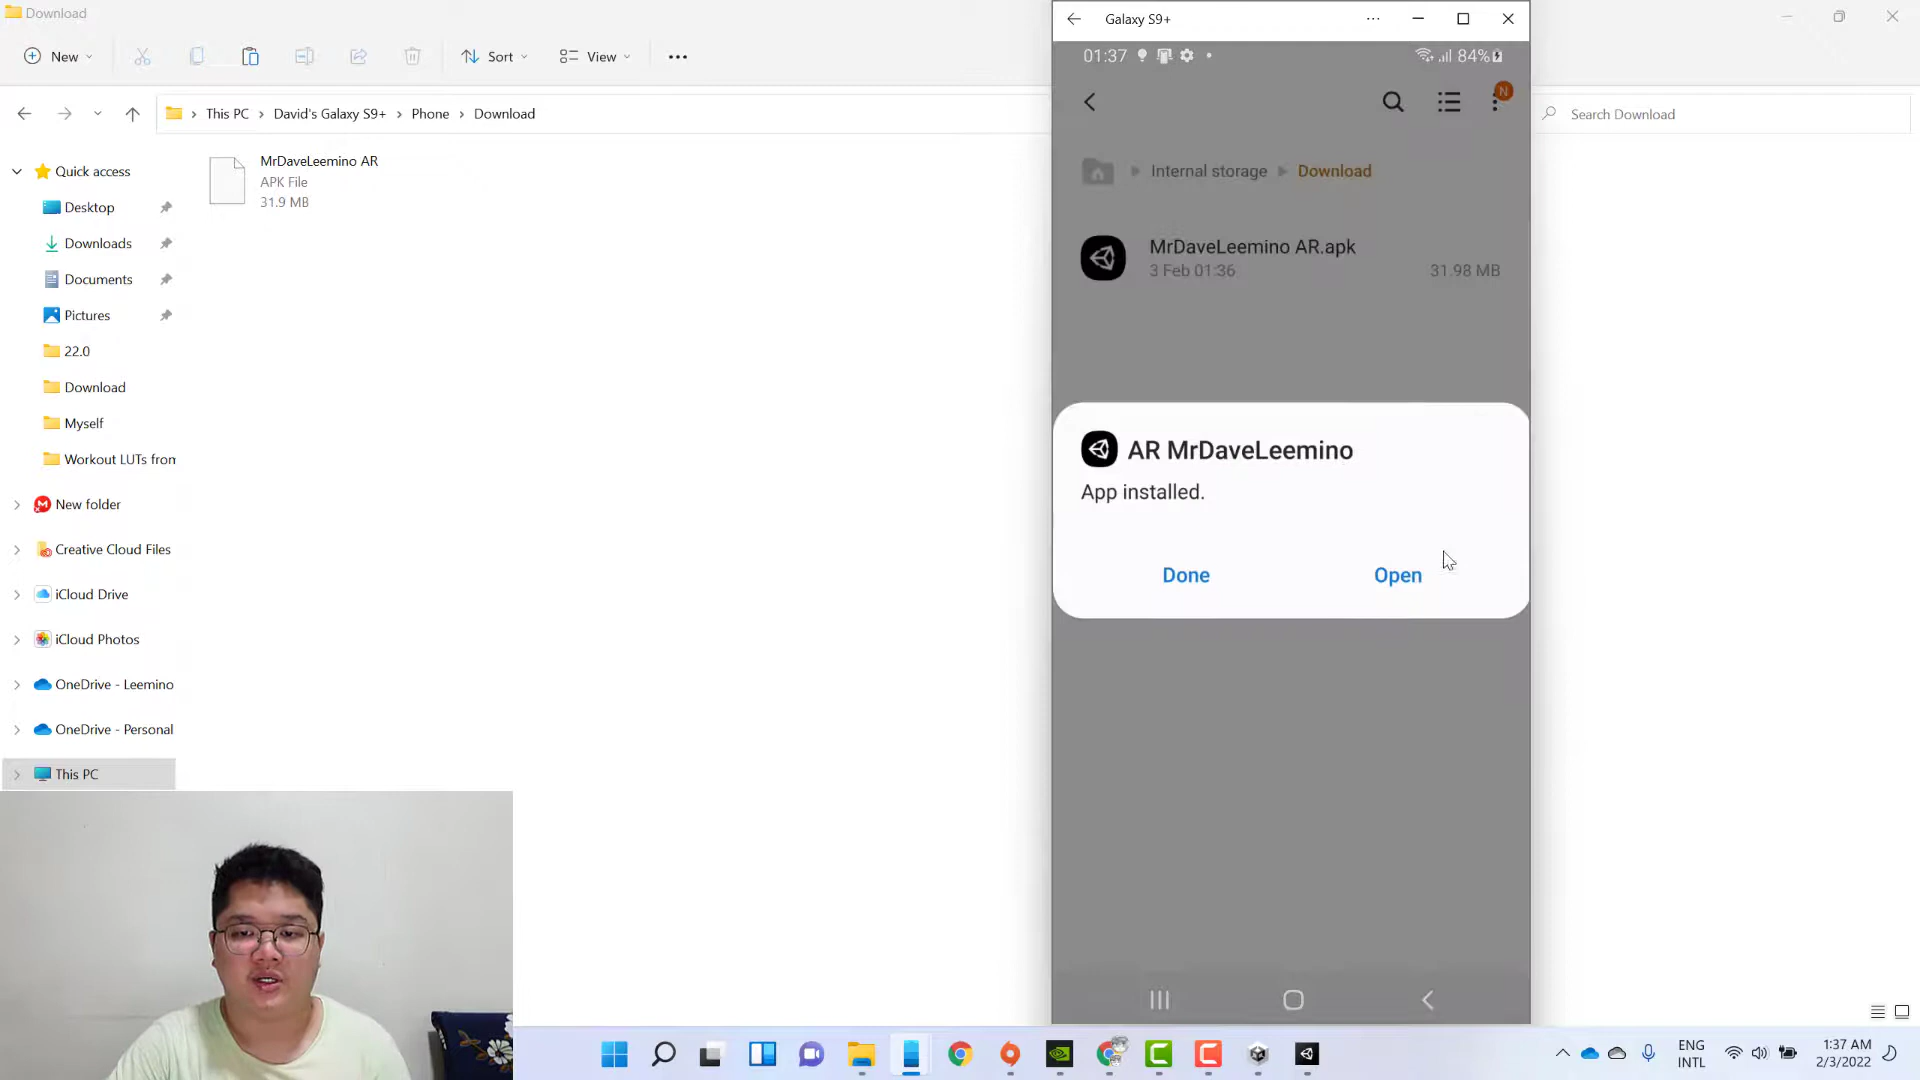 Download
New
Sort
View
This PC
David's Galaxy S9+
Phone
Download
Search Download
Quick access
Desktop
Downloads
Documents
Pictures
22.0
Download
Myself
Workout LUTs from
New folder
Creative Cloud Files
iCloud Drive
iCloud Photos
OneDrive - Leemino
OneDrive - Personal
This PC
MrDaveLeemino AR
APK File
31.9 MB
Galaxy S9+
01:37
84%
N
Internal storage
Download
MrDaveLeemino AR.apk
3 Feb 01:36
31.98 MB
AR MrDaveLeemino
App installed.
Done
Open
ENG
INTL
1:37 AM
2/3/2022